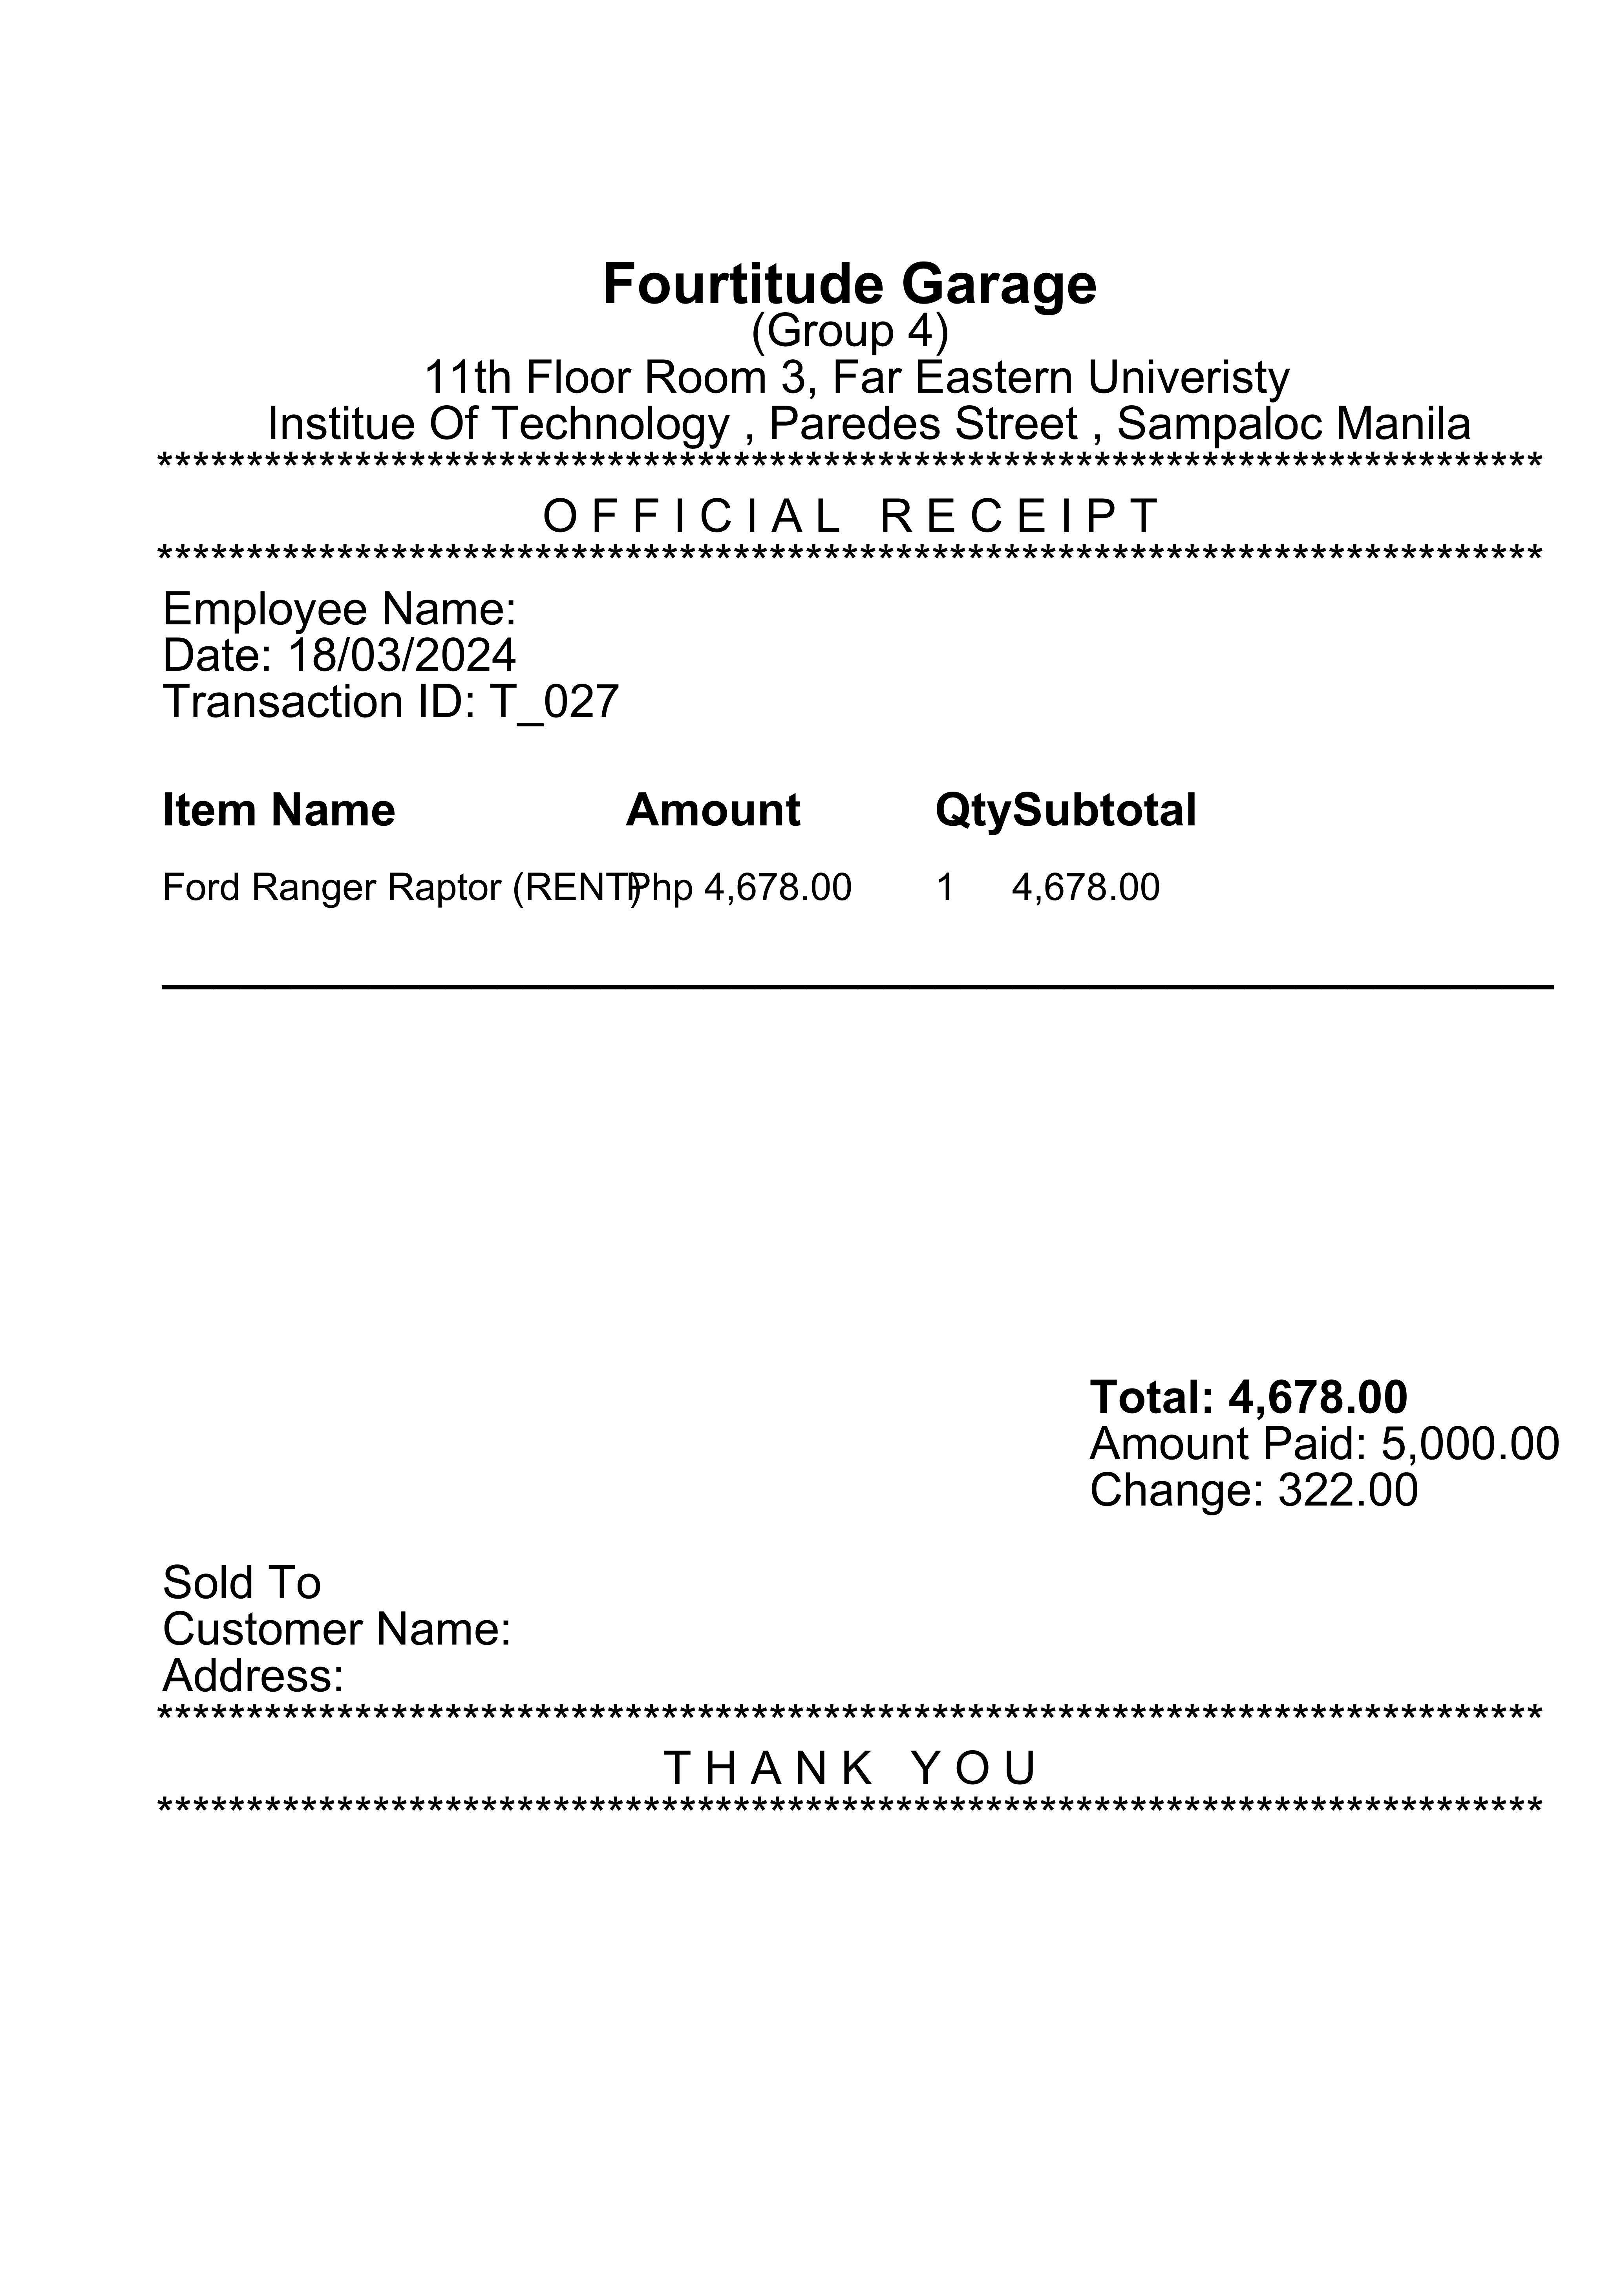 Fourtitude Garage
(Group 4)
11th Floor Room 3, Far Eastern Univeristy
Institue Of Technology , Paredes Street , Sampaloc Manila
*****************************************************************************
O F F I C I A L   R E C E I P T
*****************************************************************************
Employee Name:
Date: 18/03/2024
Transaction ID: T_027
Item Name Amount QtySubtotal
Ford Ranger Raptor (RENT) Php 4,678.00 1 4,678.00
Total: 4,678.00
Amount Paid: 5,000.00
Change: 322.00
Sold To
Customer Name:
Address:
*****************************************************************************
T H A N K   Y O U
*****************************************************************************